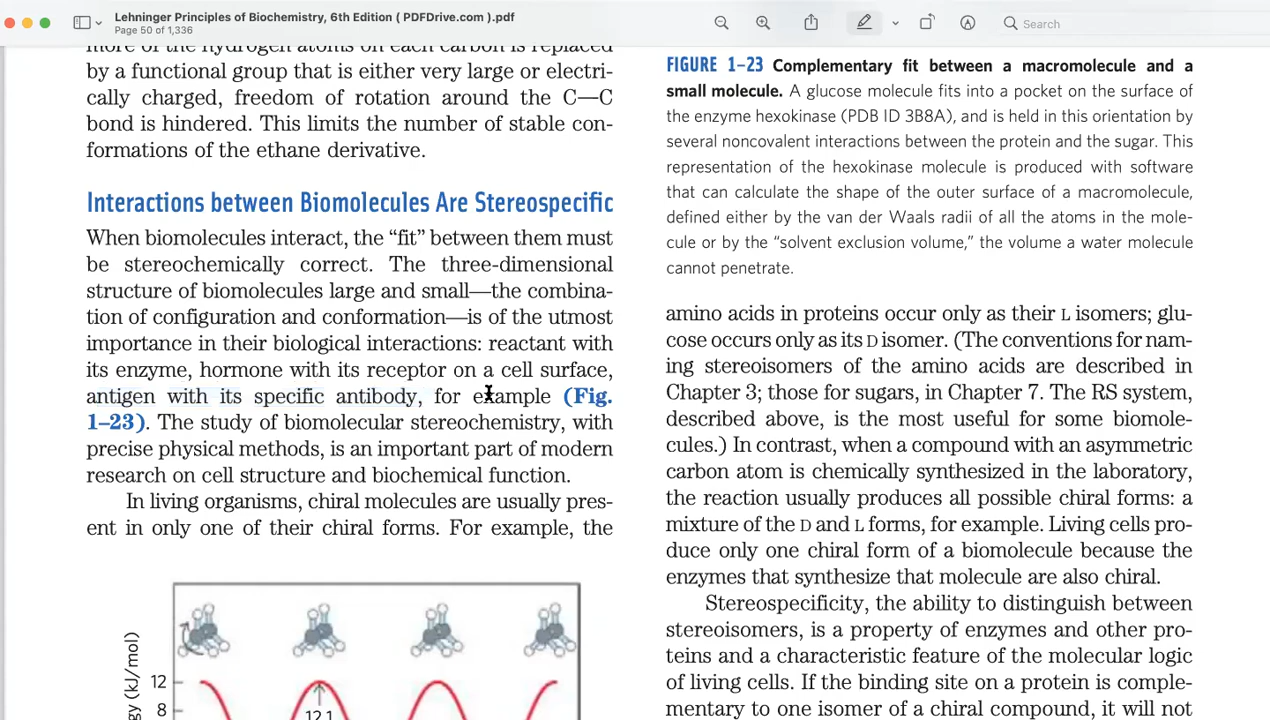 Lehninger Principles of Biochemistry, 6th Edition ( PDFDrive.com ).pdf
Page 50 of 1,336
Search
more of the hydrogen atoms on each carbon is replaced
by a functional group that is either very large or electri-
cally charged, freedom of rotation around the C—C
bond is hindered. This limits the number of stable con-
formations of the ethane derivative.
Interactions between Biomolecules Are Stereospecific
When biomolecules interact, the “fit” between them must
be stereochemically correct. The three-dimensional
structure of biomolecules large and small—the combina-
tion of configuration and conformation—is of the utmost
importance in their biological interactions: reactant with
its enzyme, hormone with its receptor on a cell surface,
antigen with its specific antibody, for example (Fig.
1–23). The study of biomolecular stereochemistry, with
precise physical methods, is an important part of modern
research on cell structure and biochemical function.
In living organisms, chiral molecules are usually pres-
ent in only one of their chiral forms. For example, the
(kJ/mol)
12
8
12.1
FIGURE 1–23 Complementary fit between a macromolecule and a
small molecule. A glucose molecule fits into a pocket on the surface of
the enzyme hexokinase (PDB ID 3B8A), and is held in this orientation by
several noncovalent interactions between the protein and the sugar. This
representation of the hexokinase molecule is produced with software
that can calculate the shape of the outer surface of a macromolecule,
defined either by the van der Waals radii of all the atoms in the mole-
cule or by the “solvent exclusion volume,” the volume a water molecule
cannot penetrate.
amino acids in proteins occur only as their L isomers; glu-
cose occurs only as its D isomer. (The conventions for nam-
ing stereoisomers of the amino acids are described in
Chapter 3; those for sugars, in Chapter 7. The RS system,
described above, is the most useful for some biomole-
cules.) In contrast, when a compound with an asymmetric
carbon atom is chemically synthesized in the laboratory,
the reaction usually produces all possible chiral forms: a
mixture of the D and L forms, for example. Living cells pro-
duce only one chiral form of a biomolecule because the
enzymes that synthesize that molecule are also chiral.
Stereospecificity, the ability to distinguish between
stereoisomers, is a property of enzymes and other pro-
teins and a characteristic feature of the molecular logic
of living cells. If the binding site on a protein is comple-
mentary to one isomer of a chiral compound, it will not